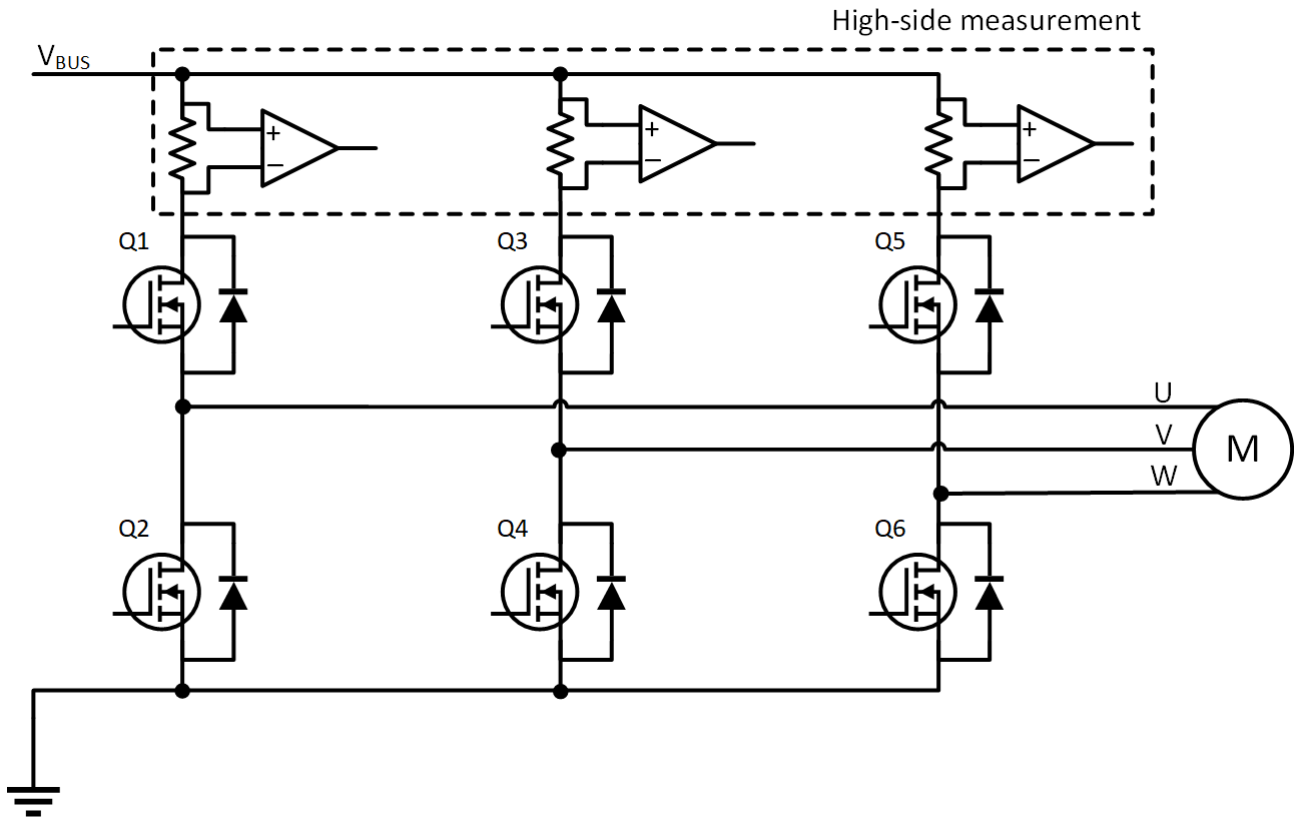 High-side measurement
VBUS
+ + +
− − −
Q1 Q3 Q5
U
V
M
W
Q2 Q4 Q6